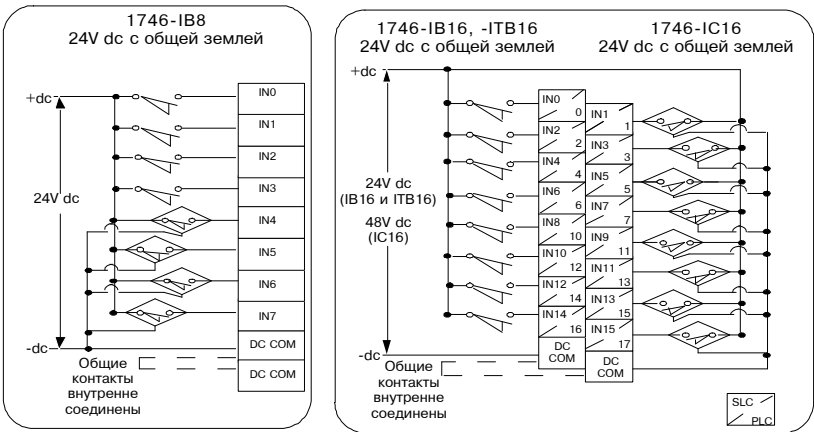 1746-IB8
24V dc с общей землей
+dc
24V dc
-dc
IN0
IN1
IN2
IN3
IN4
IN5
IN6
IN7
DC COM
DC COM
Общие
контакты
внутренне
соединены
1746-IB16, -ITB16
24V dc с общей землей
1746-IC16
24V dc с общей землей
+dc
24V dc
(IB16 и ITB16)
48V dc
(IC16)
-dc
IN0
0
IN2
2
IN4
4
IN6
6
IN8
10
IN10
12
IN12
14
IN14
16
DC
COM
IN1
1
IN3
3
IN5
5
IN7
7
IN9
11
IN11
13
IN13
15
IN15
17
DC
COM
Общие
контакты
внутренне
соединены
SLC
PLC